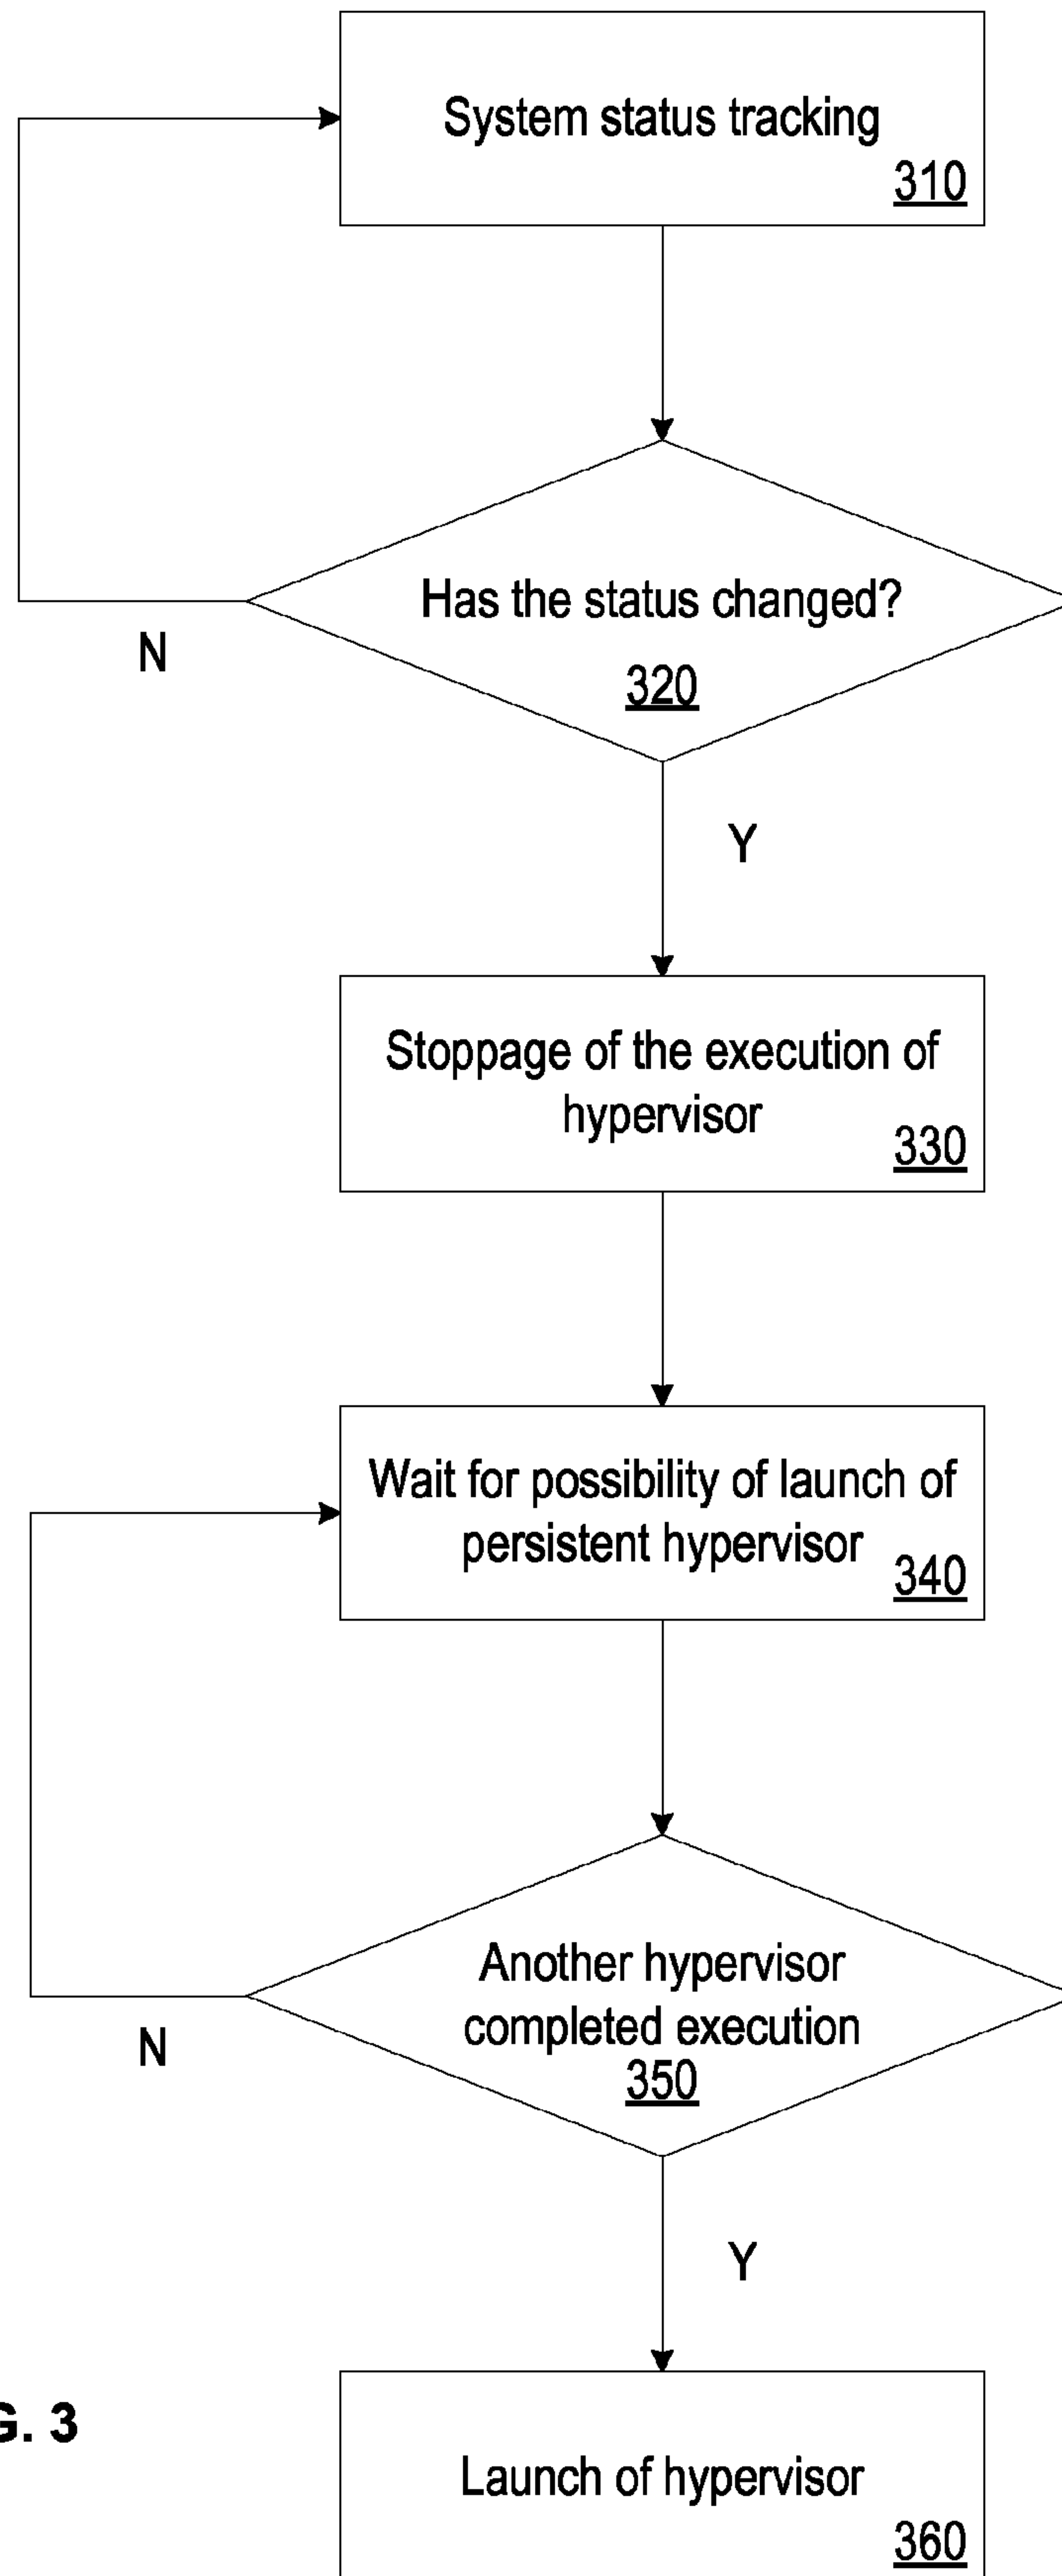 System status tracking
310
Has the status changed?
320
N
Y
Stoppage of the execution of
hypervisor
330
Wait for possibility of launch of
persistent hypervisor
340
Another hypervisor
completed execution
350
N
Y
G. 3
Launch of hypervisor
360